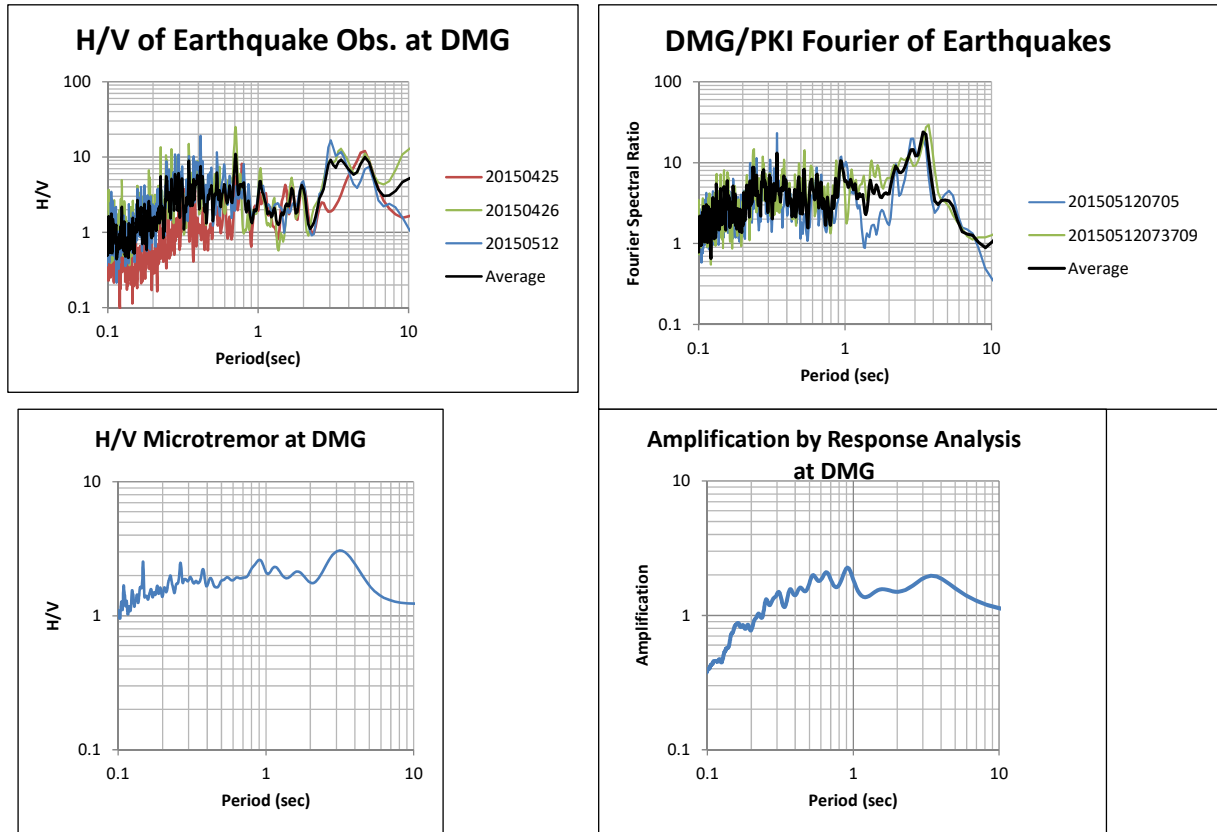 H/V of Earthquake Obs. at DMG
100
10
1
0.1
H/V
0.1
1
10
Period(sec)
20150425
20150426
20150512
Average
DMG/PKI Fourier of Earthquakes
100
10
1
0.1
Fourier Spectral Ratio
0.1
1
10
Period (sec)
201505120705
20150512073709
Average
H/V Microtremor at DMG
10
1
0.1
H/V
0.1
1
10
Period (sec)
Amplification by Response Analysis
at DMG
10
1
0.1
Amplification
0.1
1
10
Period (sec)